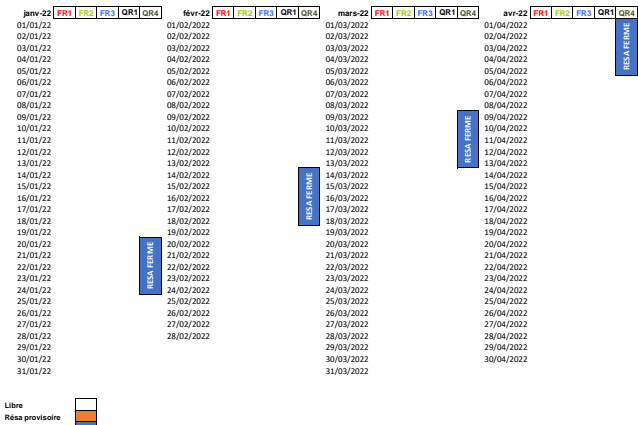 janv-22 FR1 FR2 FR3 QR1 QR4 févr-22 FR1 FR2 FR3 QR1 QR4 mars-22 FR1 FR2 FR3 QR1 QR4 avr-22 FR1 FR2 FR3 QR1 QR4
01/01/22 01/02/2022 01/03/2022 01/04/2022
02/01/22 02/02/2022 02/03/2022 02/04/2022
03/01/22 03/02/2022 03/03/2022 03/04/2022
RESA FERME
04/01/22 04/02/2022 04/03/2022 04/04/2022
05/01/22 05/02/2022 05/03/2022 05/04/2022
06/01/22 06/02/2022 06/03/2022 06/04/2022
07/01/22 07/02/2022 07/03/2022 07/04/2022
08/01/22 08/02/2022 08/03/2022 08/04/2022
09/01/22 09/02/2022 09/03/2022 09/04/2022
10/01/22 10/02/2022 10/03/2022 10/04/2022
11/01/22 11/02/2022 11/03/2022 11/04/2022
RESA FERME
12/01/22 12/02/2022 12/03/2022 12/04/2022
13/01/22 13/02/2022 13/03/2022 13/04/2022
14/01/22 14/02/2022 14/03/2022 14/04/2022
15/01/22 15/02/2022 15/03/2022 15/04/2022
16/01/22 16/02/2022 16/03/2022 16/04/2022
RESA FERME
17/01/22 17/02/2022 17/03/2022 17/04/2022
18/01/22 18/02/2022 18/03/2022 18/04/2022
19/01/22 19/02/2022 19/03/2022 19/04/2022
20/01/22 20/02/2022 20/03/2022 20/04/2022
21/01/22 21/02/2022 21/03/2022 21/04/2022
22/01/22 22/02/2022 22/03/2022 22/04/2022
RESA FERME
23/01/22 23/02/2022 23/03/2022 23/04/2022
24/01/22 24/02/2022 24/03/2022 24/04/2022
25/01/22 25/02/2022 25/03/2022 25/04/2022
26/01/22 26/02/2022 26/03/2022 26/04/2022
27/01/22 27/02/2022 27/03/2022 27/04/2022
28/01/22 28/02/2022 28/03/2022 28/04/2022
29/01/22 29/03/2022 29/04/2022
30/01/22 30/03/2022 30/04/2022
31/01/22 31/03/2022
Libre
Résa provisoire